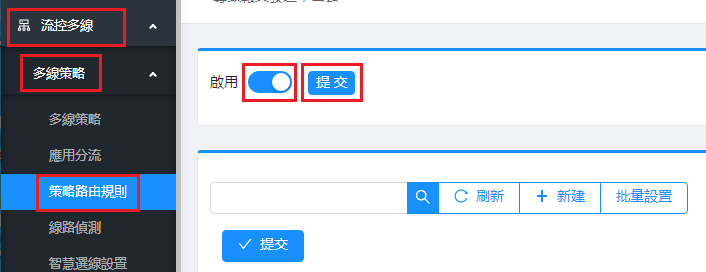 流控多線
多線策略
多線策略
應用分流
策略路由規則
線路偵測
智慧選線設置
啟用
提交
刷新
新建
批量設置
提交